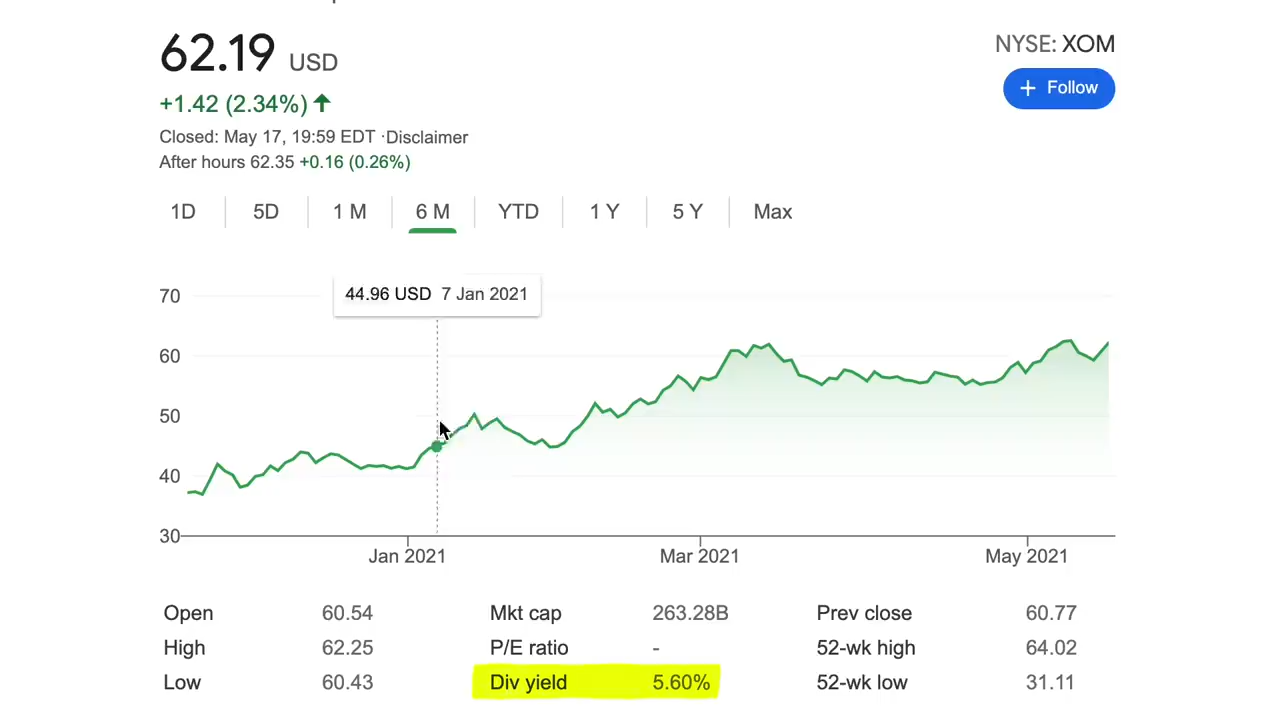 62.19 USD
NYSE: XOM
+ Follow
+1.42 (2.34%)
Closed: May 17, 19:59 EDT ·Disclaimer
After hours 62.35 +0.16 (0.26%)
1D 5D 1 M 6 M YTD 1 Y 5 Y Max
44.96 USD 7 Jan 2021
70
60
50
40
30
Jan 2021 Mar 2021 May 2021
Open 60.54 Mkt cap 263.28B Prev close 60.77
High 62.25 P/E ratio - 52-wk high 64.02
Low 60.43 Div yield 5.60% 52-wk low 31.11